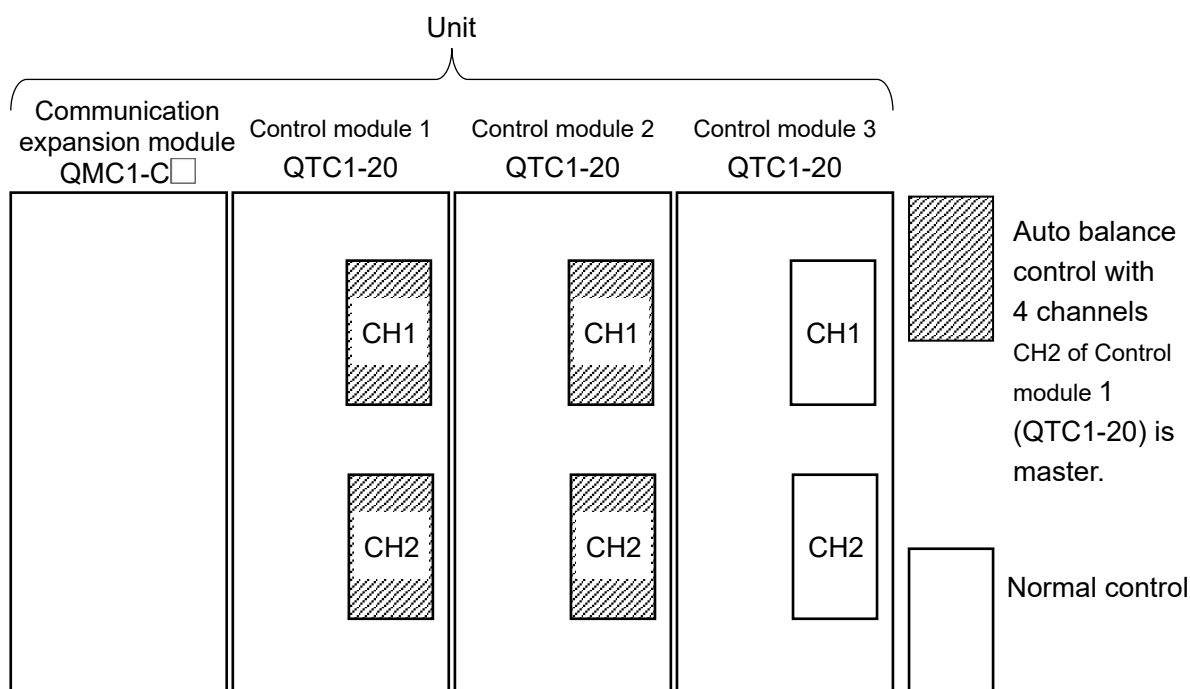 Unit
Communication
expansion module
QMC1-C□
Control module 1
QTC1-20
Control module 2
QTC1-20
Control module 3
QTC1-20
CH1
CH1
CH1
CH2
CH2
CH2
Auto balance
control with
4 channels
CH2 of Control
module 1
(QTC1-20) is
master.
Normal control